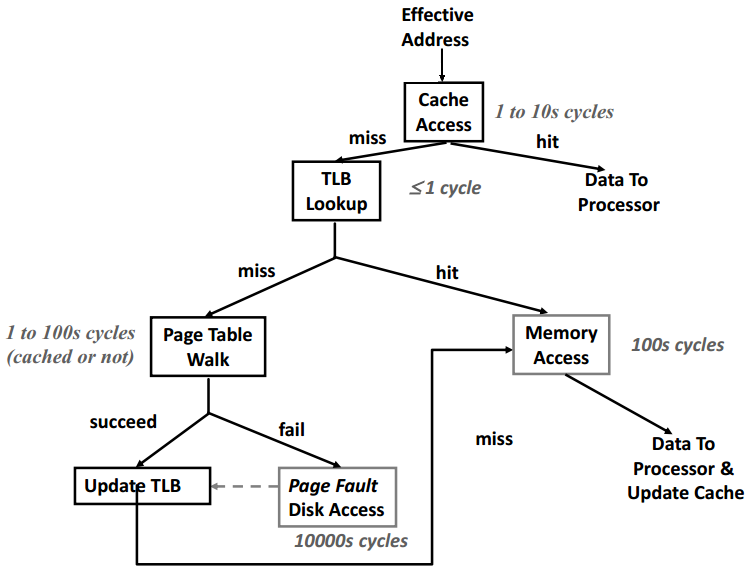 Effective
Address
Cache
Access
1 to 10s cycles
miss
hit
TLB
Lookup
≤1 cycle
Data To
Processor
miss
hit
1 to 100s cycles
(cached or not)
Page Table
Walk
Memory
Access
100s cycles
succeed
fail
miss
Data To
Processor &
Update Cache
Update TLB
Page Fault
Disk Access
10000s cycles